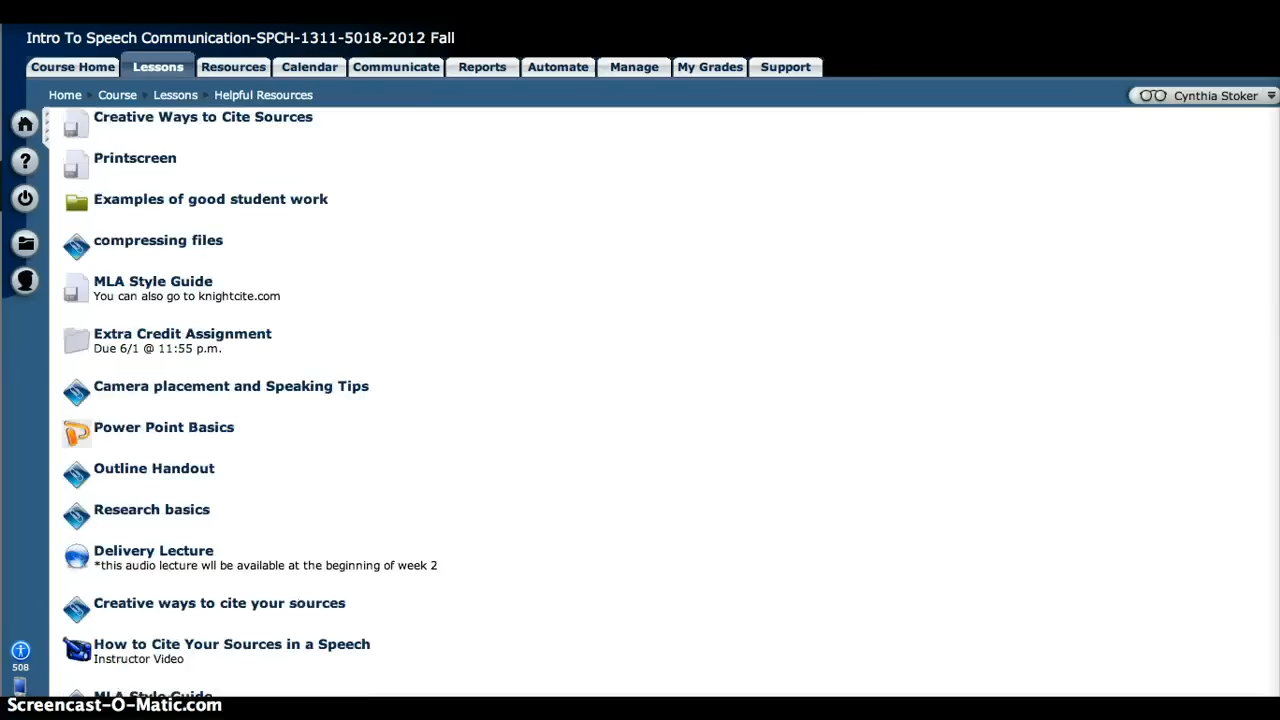 Intro To Speech Communication-SPCH-1311-5018-2012 Fall
Course Home Lessons Resources Calendar Communicate Reports Automate Manage My Grades Support
Home Course Lessons Helpful Resources
Cynthia Stoker
Creative Ways to Cite Sources
Printscreen
Examples of good student work
compressing files
MLA Style Guide
You can also go to knightcite.com
Extra Credit Assignment
Due 6/1 @ 11:55 p.m.
Camera placement and Speaking Tips
Power Point Basics
Outline Handout
Research basics
Delivery Lecture
*this audio lecture wll be available at the beginning of week 2
Creative ways to cite your sources
How to Cite Your Sources in a Speech
Instructor Video
508
MLA Style Guide
Screencast-O-Matic.com